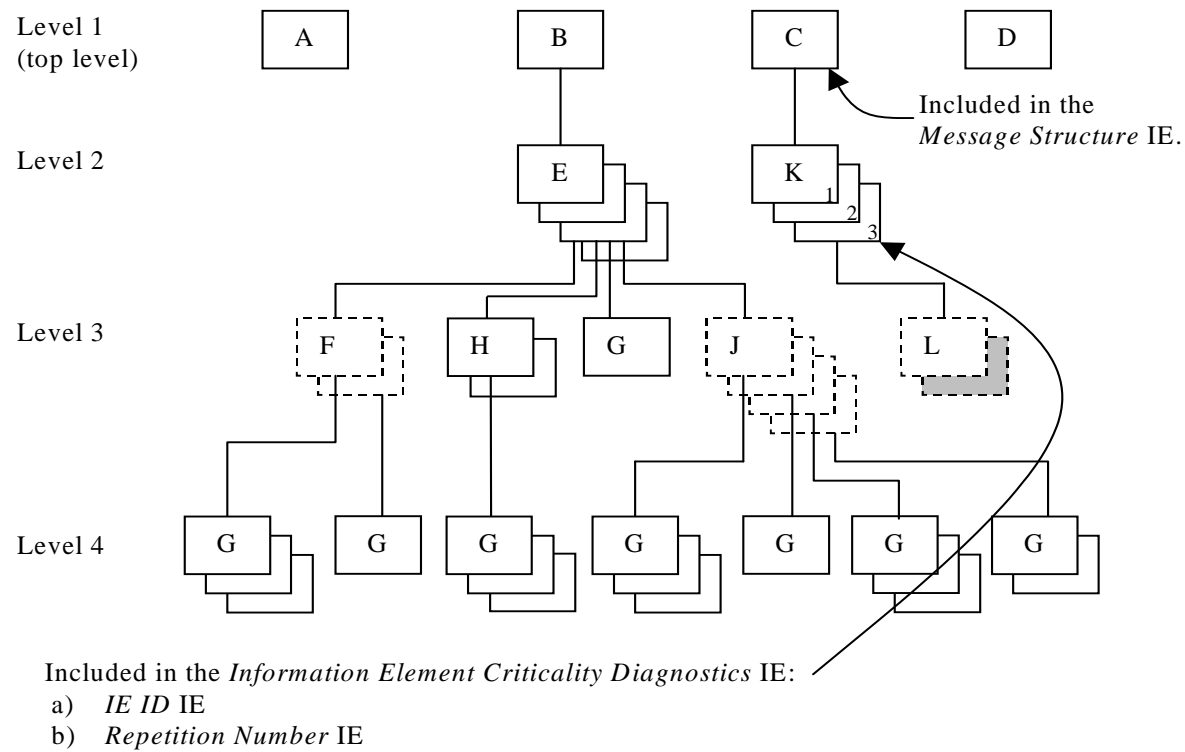 Level 1
(top level)
A
B
C
D
Included in the
Message Structure IE.
Level 2
E
K
1
2
3
Level 3
F
H
G
J
L
Level 4
G
G
G
G
G
G
G
Included in the Information Element Criticality Diagnostics IE:
a) IE ID IE
b) Repetition Number IE